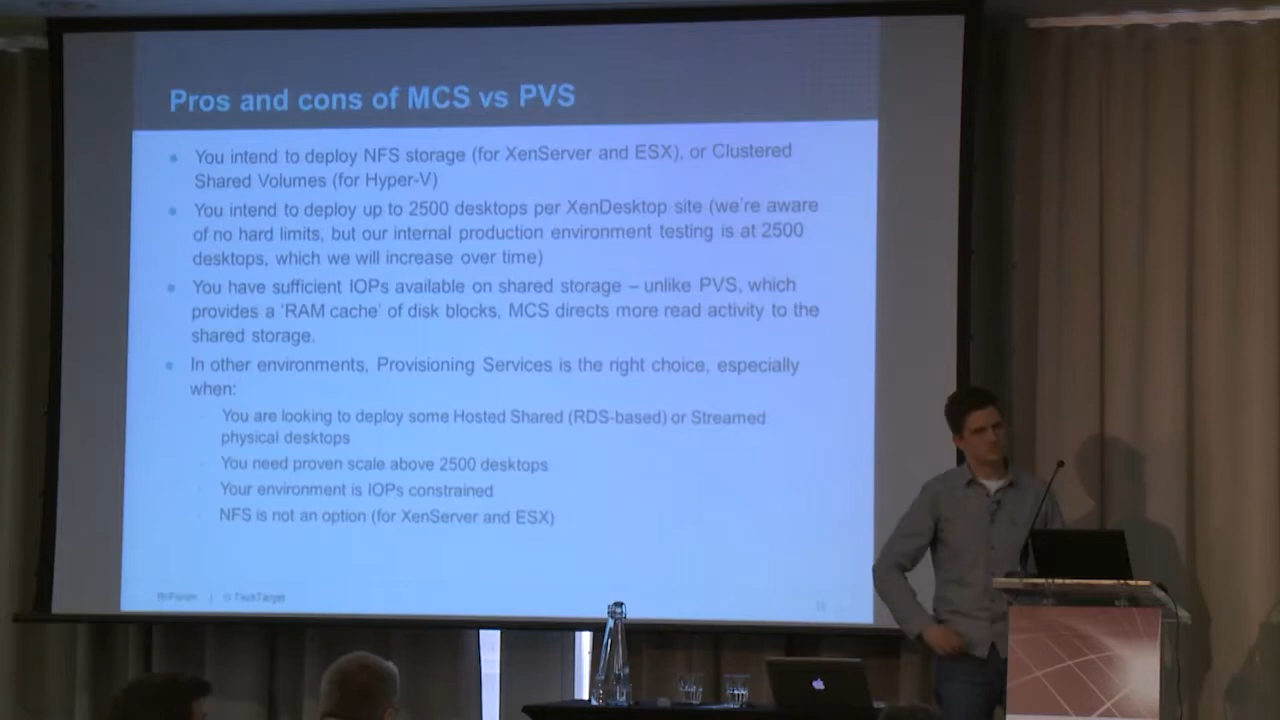 Pros and cons of MCS vs PVS
You intend to deploy NFS storage (for XenServer and ESX), or Clustered
Shared Volumes (for Hyper-V)
You intend to deploy up to 2500 desktops per XenDesktop site (we're aware
of no hard limits, but our internal production environment testing is at 2500
desktops, which we will increase over time)
You have sufficient IOPs available on shared storage – unlike PVS, which
provides a 'RAM cache' of disk blocks, MCS directs more read activity to the
shared storage.
In other environments, Provisioning Services is the right choice, especially
when:
You are looking to deploy some Hosted Shared (RDS-based) or Streamed
physical desktops
You need proven scale above 2500 desktops
Your environment is IOPs constrained
NFS is not an option (for XenServer and ESX)
BriForum | © TechTarget